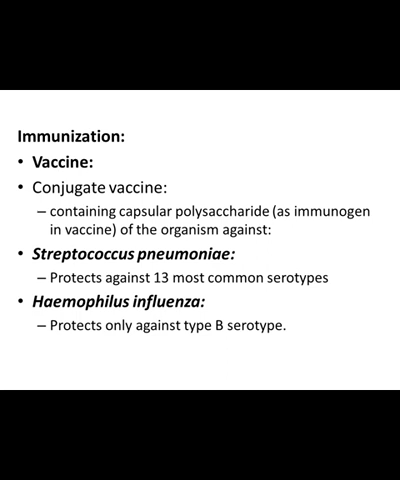 Immunization:
• Vaccine:
• Conjugate vaccine:
– containing capsular polysaccharide (as immunogen
in vaccine) of the organism against:
• Streptococcus pneumoniae:
– Protects against 13 most common serotypes
• Haemophilus influenza:
– Protects only against type B serotype.